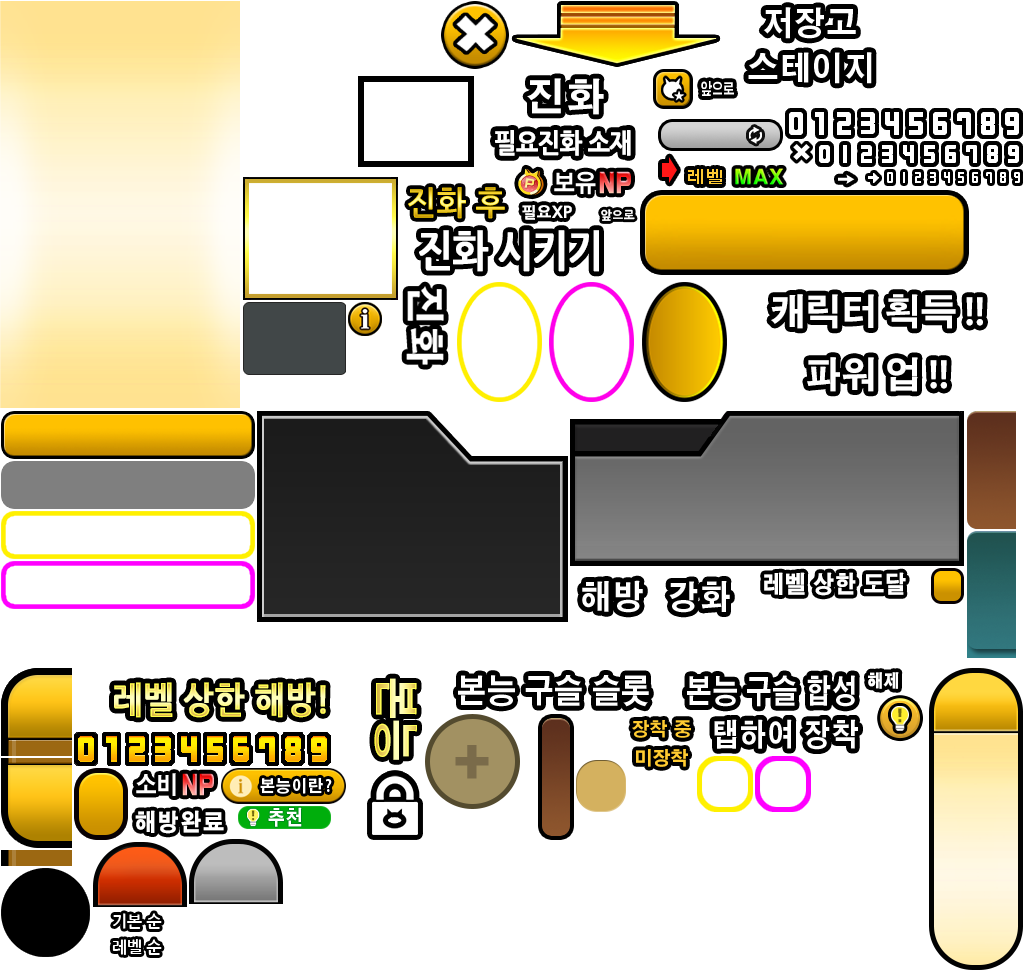 저장고
스테이지
앞으로
진화
필요진화 소재
0123456789
×0123456789
레벨 MAX
➔➔0123456789
진화 후
P 보유NP
필요XP
앞으로
진화 시키기
i
진화
캐릭터 획득!!
파워 업!!
해방
강화
레벨 상한 도달
레벨 상한 해방!
0123456789
소비NP
i 본능이란?
해방완료
추천
본능
본능 구슬 슬롯
본능 구슬 합성
해제
장착 중
미장착
탭하여 장착
기본 순
레벨 순